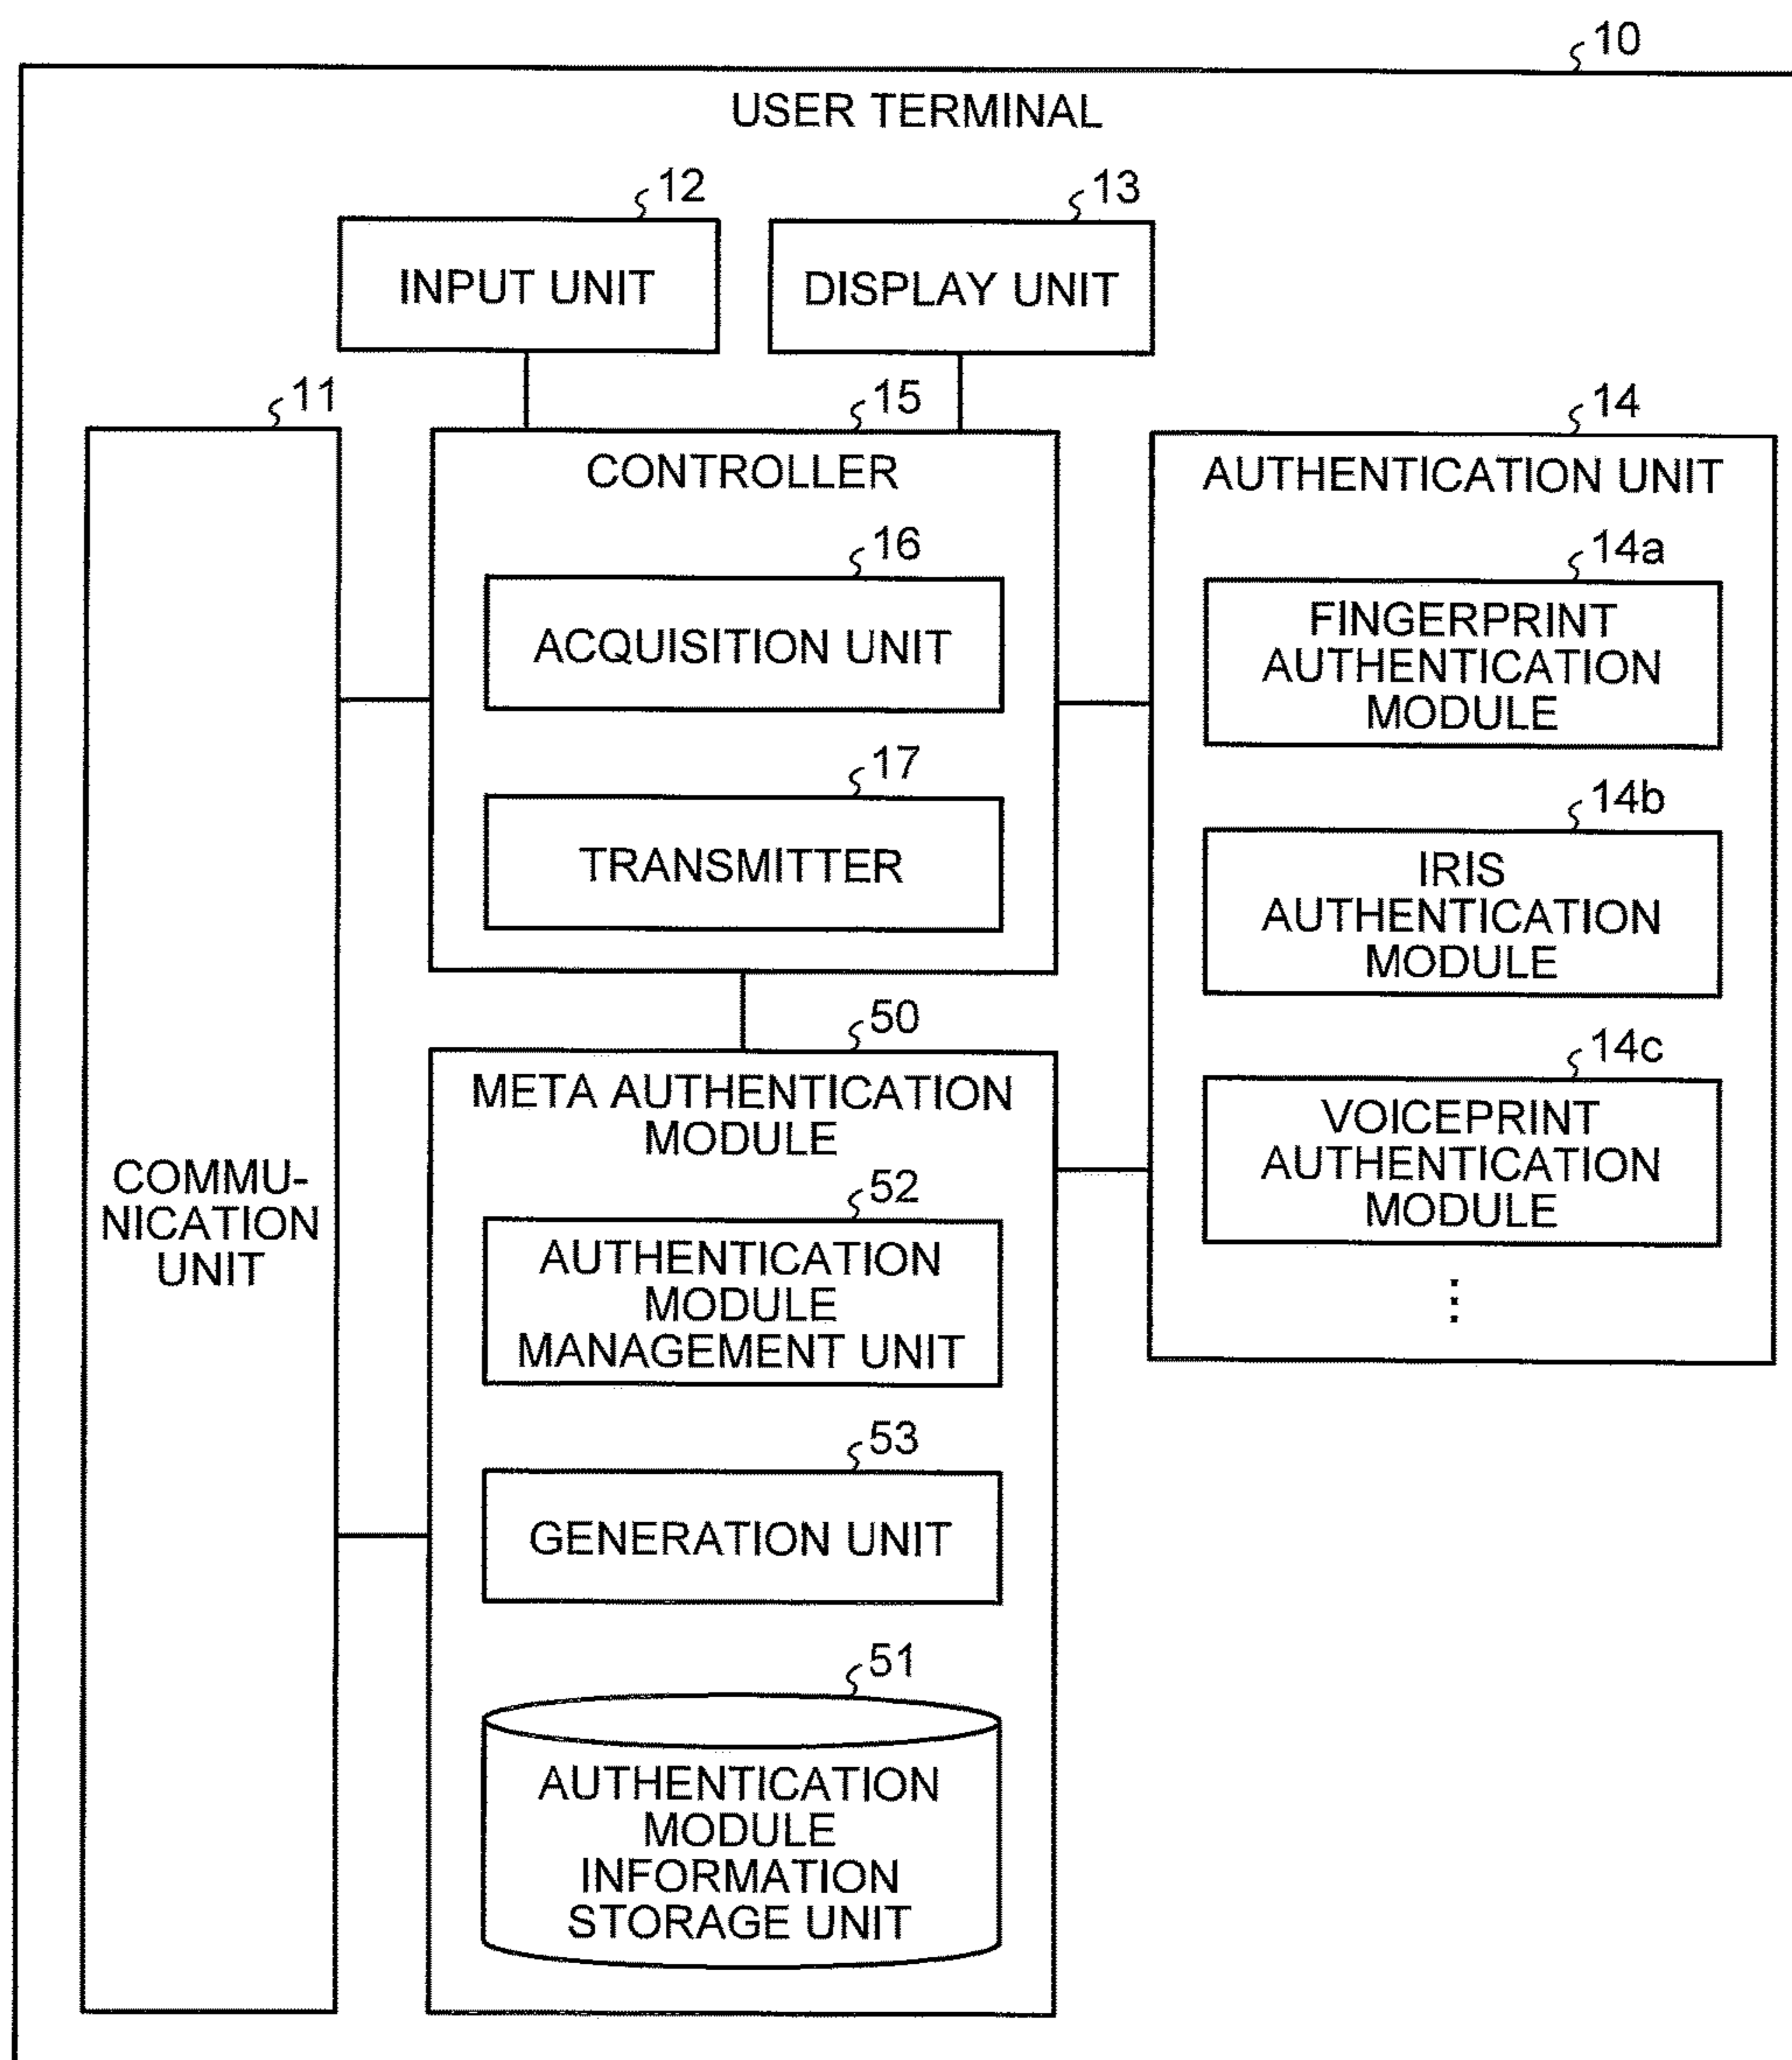 10
USER TERMINAL
12
INPUT UNIT
13
DISPLAY UNIT
11
COMMU-
NICATION
UNIT
15
CONTROLLER
16
ACQUISITION UNIT
17
TRANSMITTER
14
AUTHENTICATION UNIT
14a
FINGERPRINT
AUTHENTICATION
MODULE
14b
IRIS
AUTHENTICATION
MODULE
14c
VOICEPRINT
AUTHENTICATION
MODULE
⋮
50
META AUTHENTICATION
MODULE
52
AUTHENTICATION
MODULE
MANAGEMENT UNIT
53
GENERATION UNIT
51
AUTHENTICATION
MODULE
INFORMATION
STORAGE UNIT